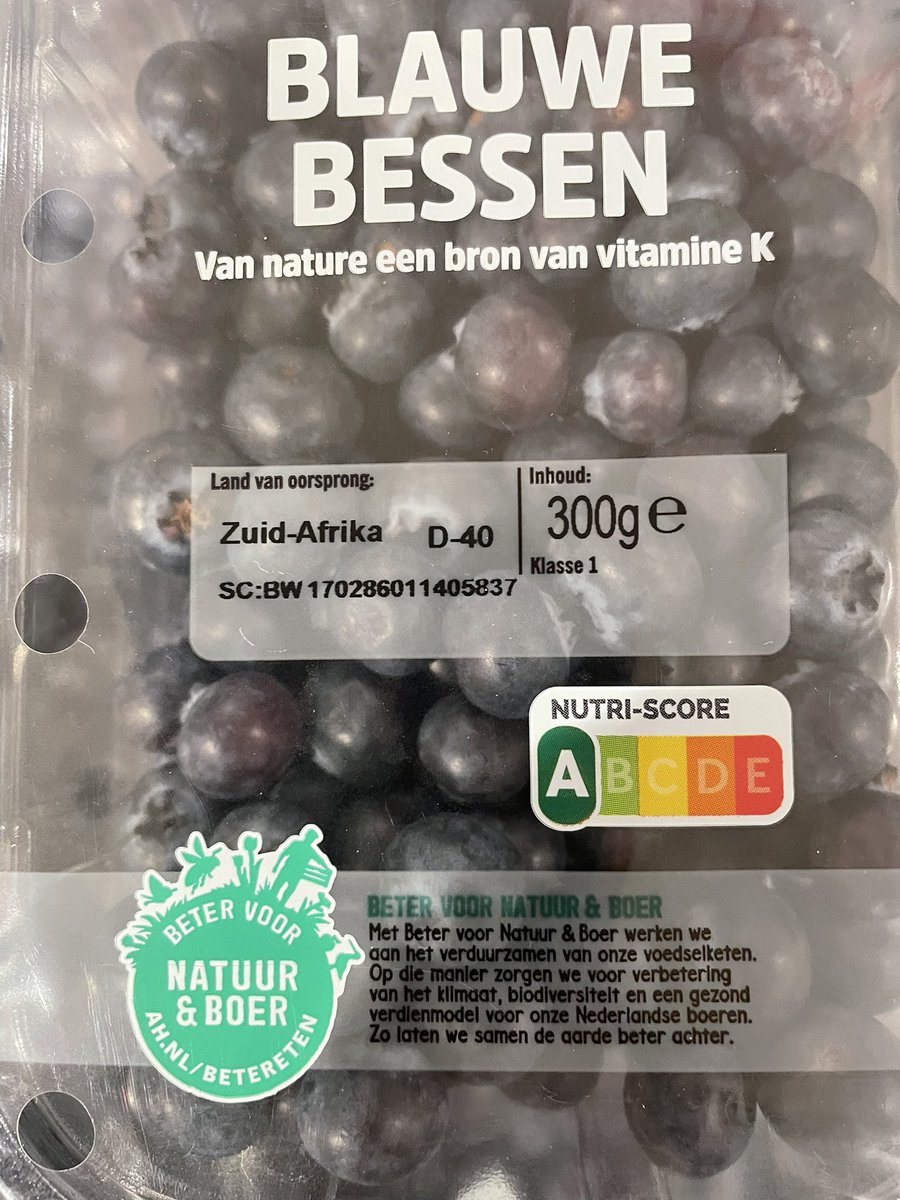 BLAUWE
BESSEN
Van nature een bron van vitamine K
Land van oorsprong:
Zuid-Afrika D-40
SC:BW 170286011405837
Inhoud:
300g e
Klasse 1
NUTRI-SCORE
A B C D E
BETER VOOR
NATUUR
& BOER
AH.NL/BETERETEN
BETER VOOR NATUUR & BOER
Met Beter voor Natuur & Boer werken we
aan het verduurzamen van onze voedselketen.
Op die manier zorgen we voor verbetering
van het klimaat, biodiversiteit en een gezond
verdienmodel voor onze Nederlandse boeren.
Zo laten we samen de aarde beter achter.